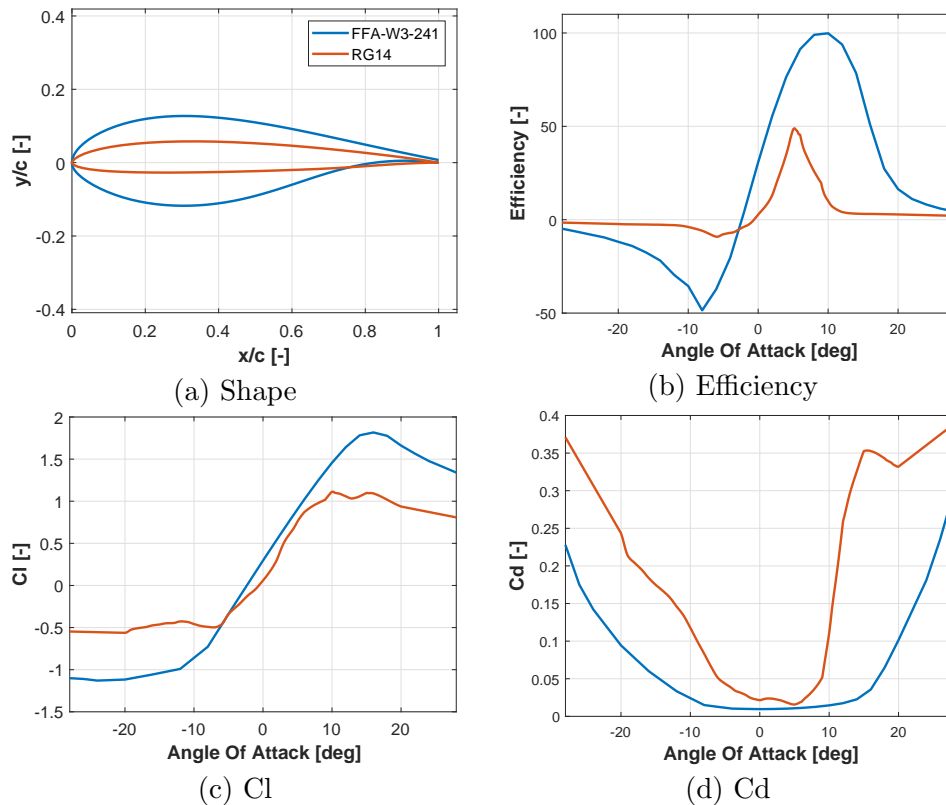 FFA-W3-241
RG14
0.4
0.2
0
-0.2
-0.4
y/c [-]
0 0.2 0.4 0.6 0.8 1
x/c [-]
(a) Shape
100
50
0
-50
Efficiency
-20 -10 0 10 20
Angle Of Attack [deg]
(b) Efficiency
2
1.5
1
0.5
0
-0.5
-1
-1.5
Cl [-]
-20 -10 0 10 20
Angle Of Attack [deg]
(c) Cl
0.4
0.35
0.3
0.25
0.2
0.15
0.1
0.05
0
Cd [-]
-20 -10 0 10 20
Angle Of Attack [deg]
(d) Cd